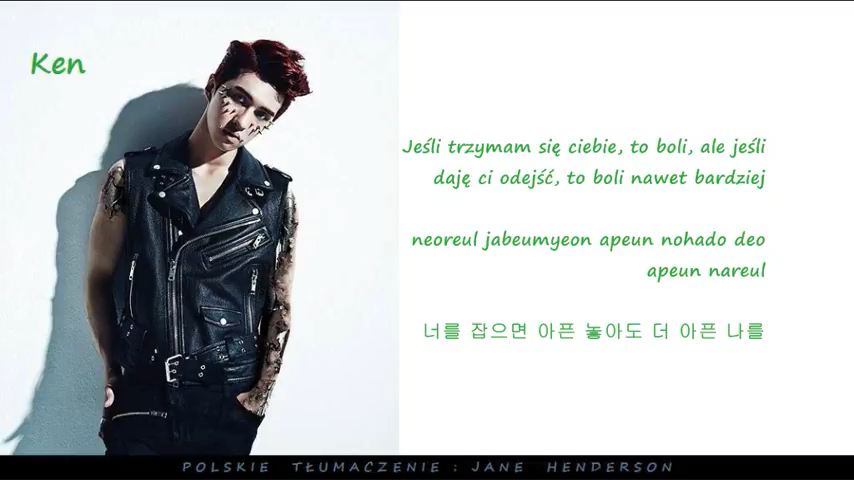 Ken
Jeśli trzymam się ciebie, to boli, ale jeśli
daję ci odejść, to boli nawet bardziej
neoreul jabeumyeon apeun nohado deo
apeun nareul
너를 잡으면 아픈 놓아도 더 아픈 나를
POLSKIE TŁUMACZENIE : JANE HENDERSON